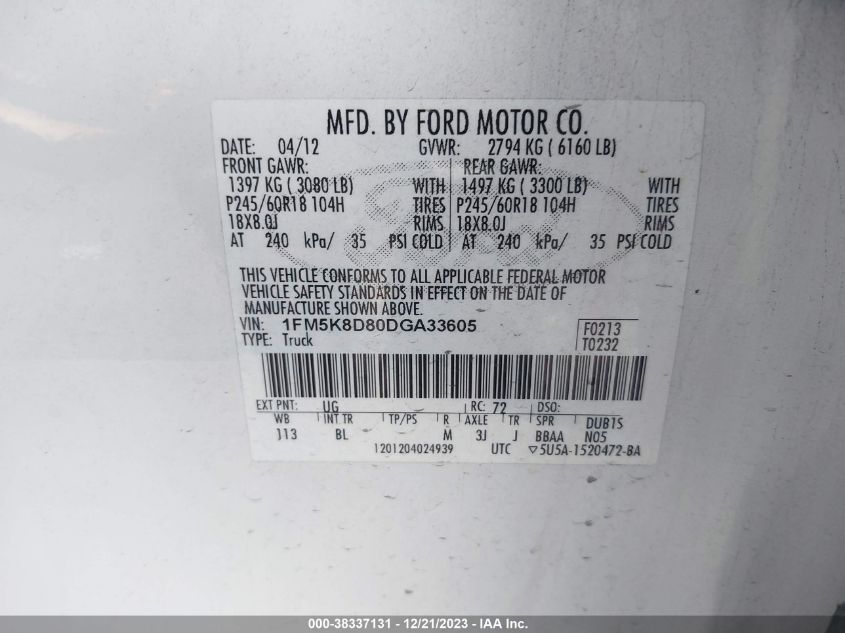 MFD. BY FORD MOTOR CO.
DATE: 04/12 GVWR: 2794 KG ( 6160 LB)
FRONT GAWR: REAR GAWR:
1397 KG ( 3080 LB) WITH 1497 KG ( 3300 LB) WITH
P245/60R18 104H TIRES P245/60R18 104H TIRES
18X8.0J RIMS 18X8.0J RIMS
AT 240 kPa/ 35 PSI COLD AT 240 kPa/ 35 PSI COLD
THIS VEHICLE CONFORMS TO ALL APPLICABLE FEDERAL MOTOR
VEHICLE SAFETY STANDARDS IN EFFECT ON THE DATE OF
MANUFACTURE SHOWN ABOVE.
VIN: 1FM5K8D80DGA33605 F0213
TYPE: Truck T0232
EXT PNT: UG RC: 72 DSO:
WB INT TR TP/PS R AXLE TR SPR DUB1S
113 BL M 3J J BBAA N05
1201204024939 UTC ▽5U5A-1520472-BA
000-38337131 - 12/21/2023 - IAA Inc.